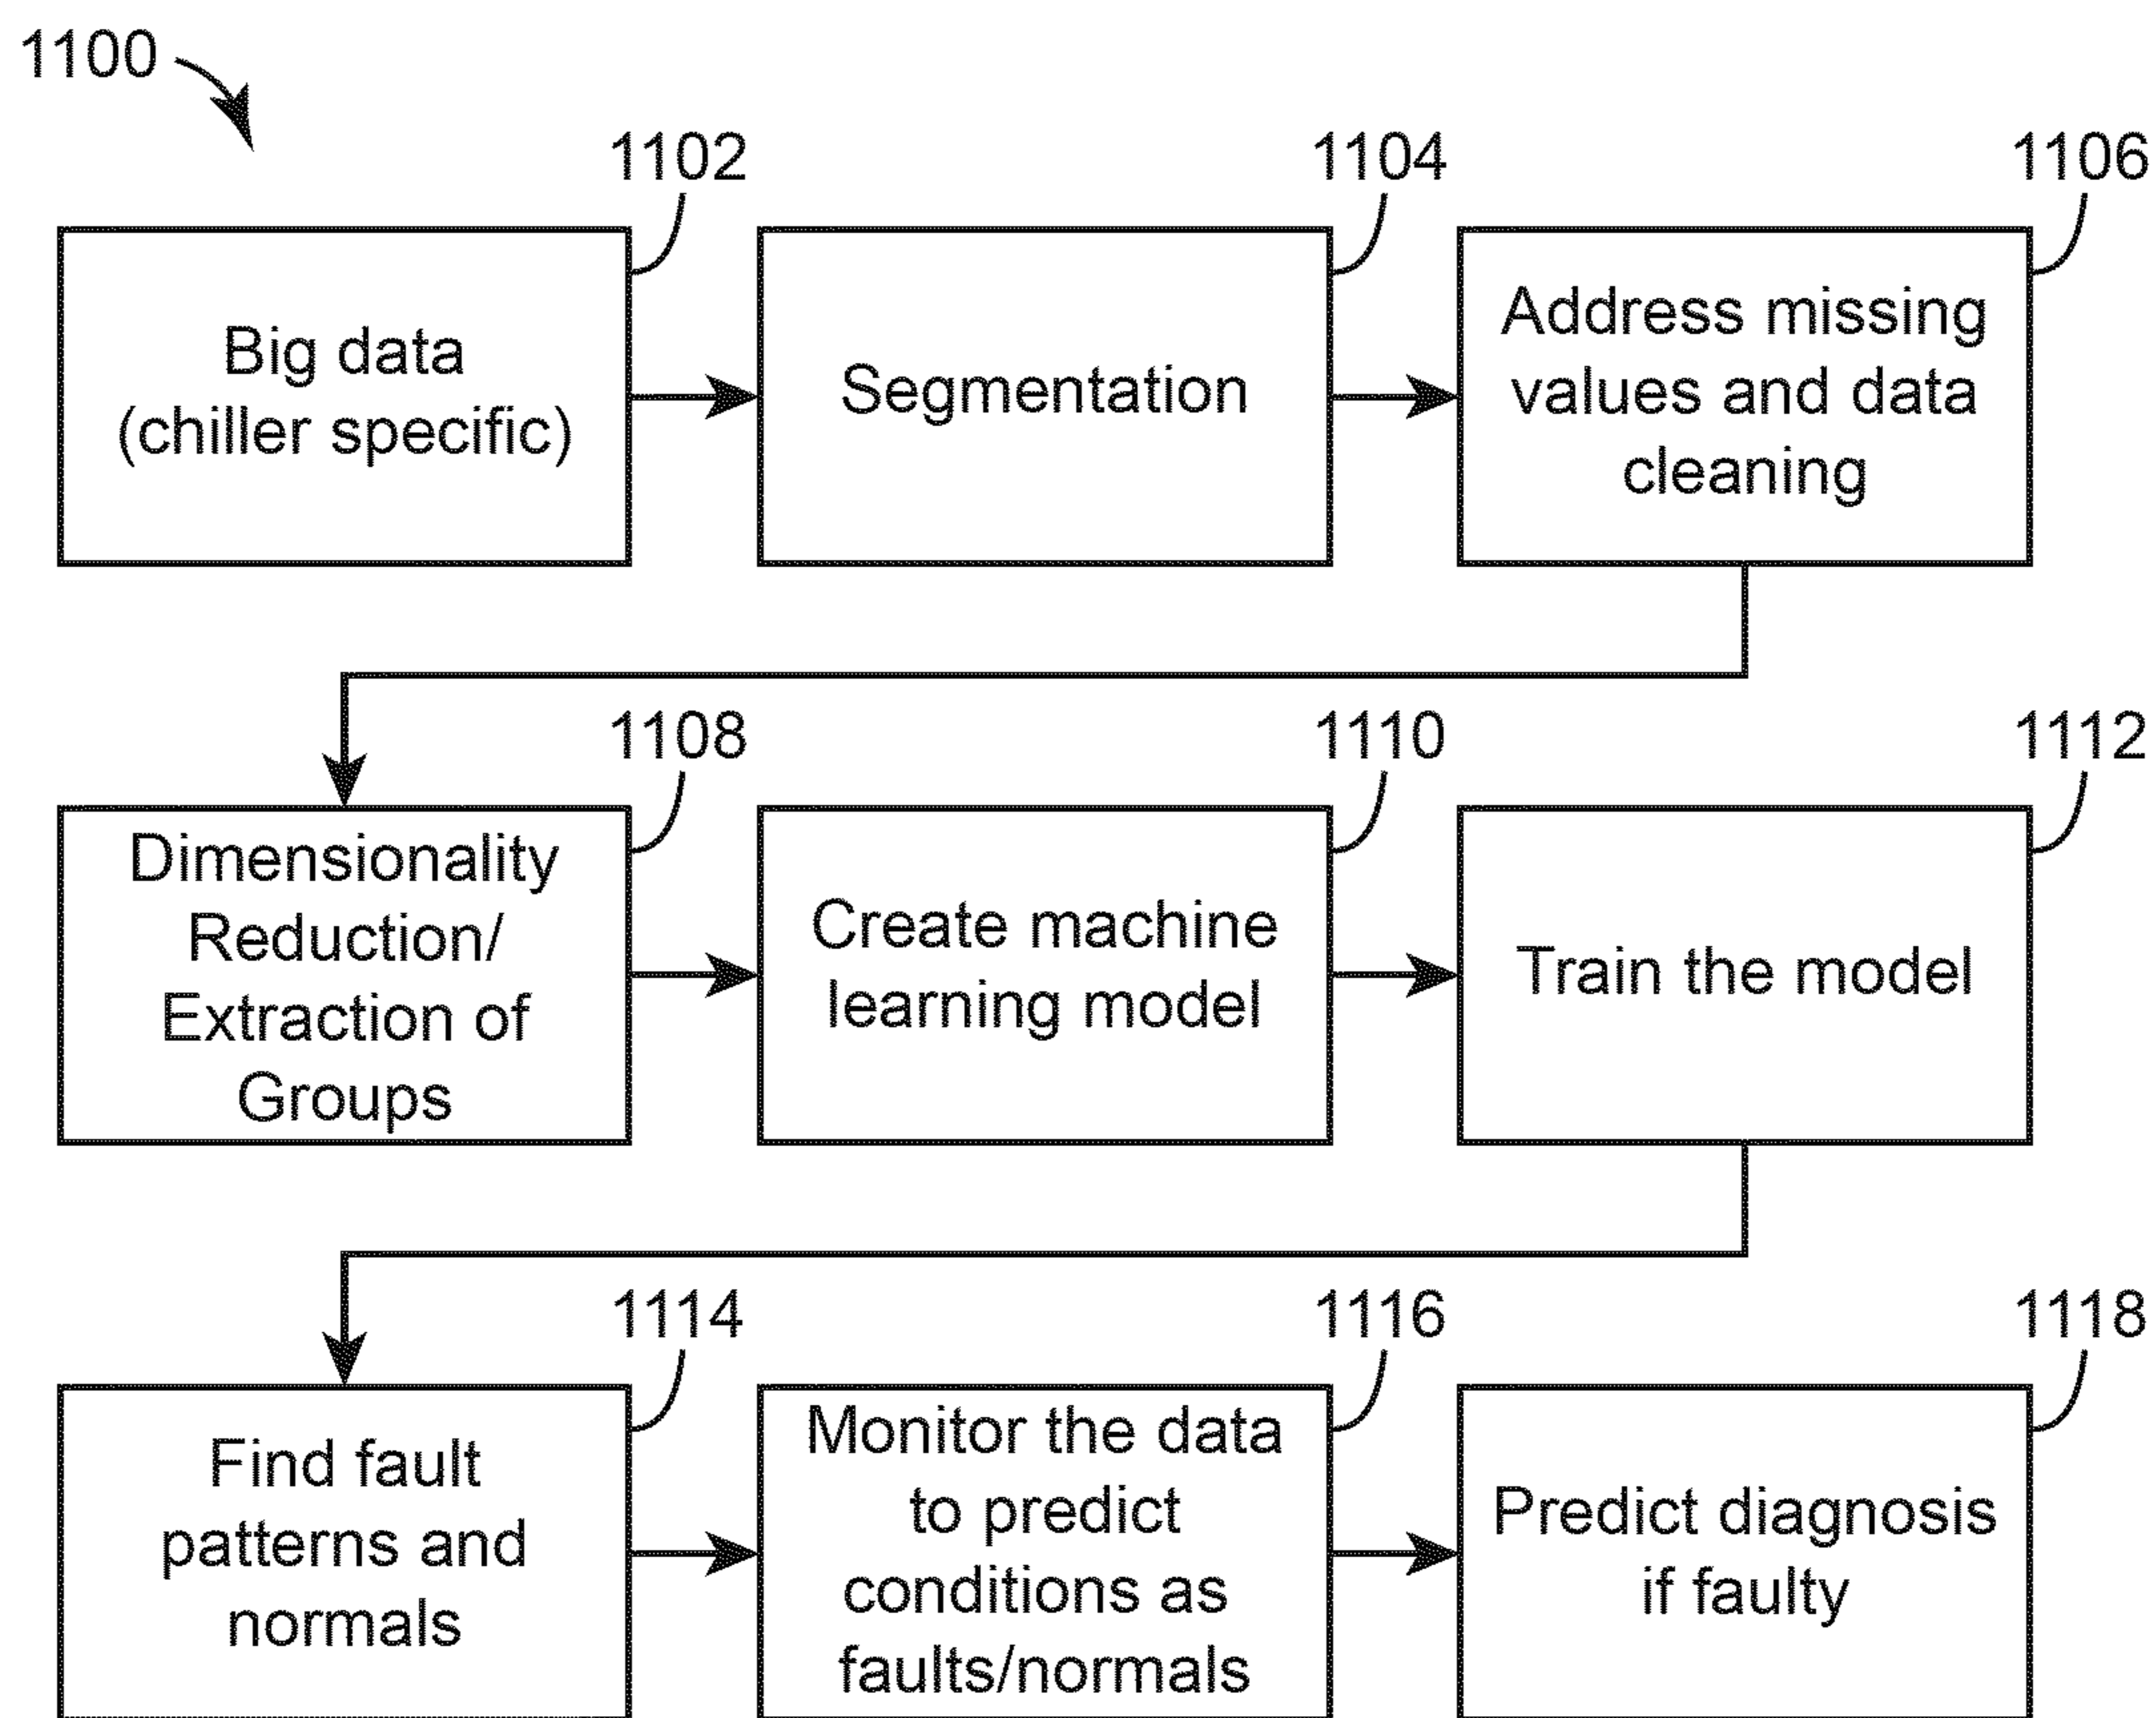 1100
1102
1104
1106
Big data
(chiller specific)
Segmentation
Address missing
values and data
cleaning
1108
1110
1112
Dimensionality
Reduction/
Extraction of
Groups
Create machine
learning model
Train the model
1114
1116
1118
Find fault
patterns and
normals
Monitor the data
to predict
conditions as
faults/normals
Predict diagnosis
if faulty